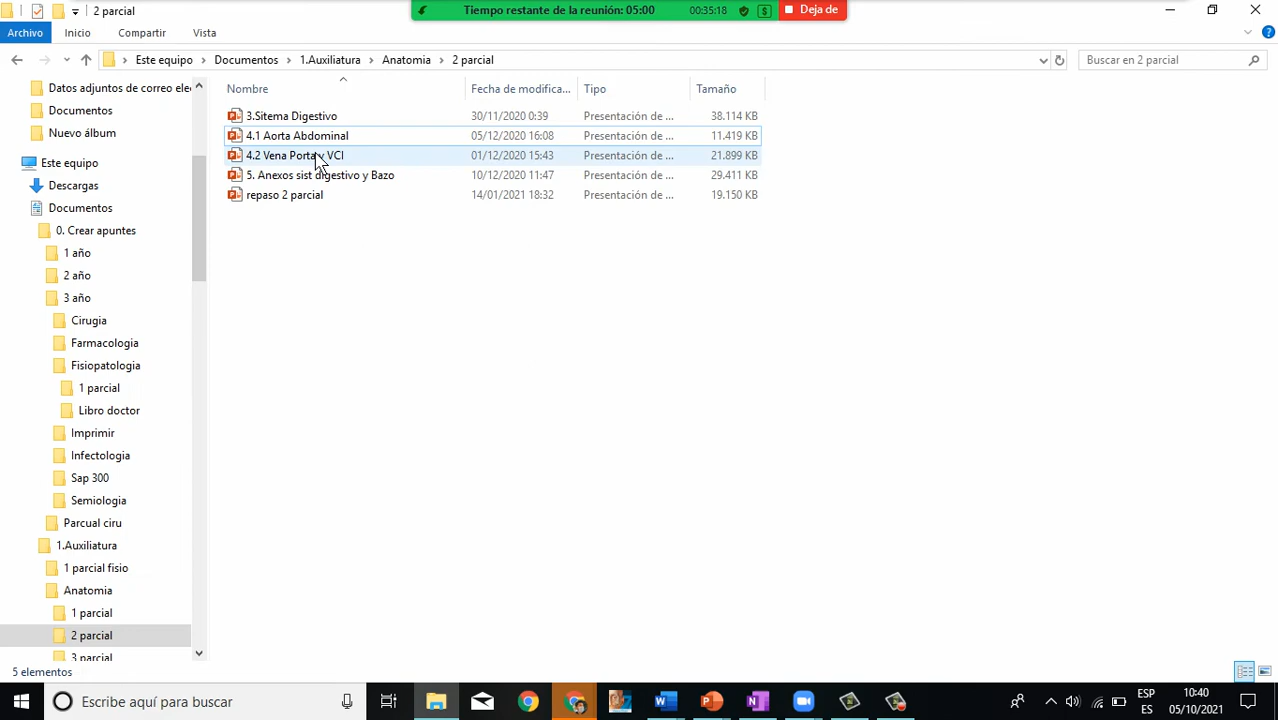 2 parcial
Tiempo restante de la reunión: 05:00
00:35:18
Deja de
Archivo Inicio Compartir Vista
Este equipo Documentos 1.Auxiliatura Anatomia 2 parcial
Buscar en 2 parcial
Nombre Fecha de modifica... Tipo Tamaño
3.Sitema Digestivo 30/11/2020 0:39 Presentación de ... 38.114 KB
4.1 Aorta Abdominal 05/12/2020 16:08 Presentación de ... 11.419 KB
4.2 Vena Porta y VCI 01/12/2020 15:43 Presentación de ... 21.899 KB
5. Anexos sist digestivo y Bazo 10/12/2020 11:47 Presentación de ... 29.411 KB
repaso 2 parcial 14/01/2021 18:32 Presentación de ... 19.150 KB
Datos adjuntos de correo ele
Documentos
Nuevo álbum
Este equipo
Descargas
Documentos
0. Crear apuntes
1 año
2 año
3 año
Cirugia
Farmacologia
Fisiopatologia
1 parcial
Libro doctor
Imprimir
Infectologia
Sap 300
Semiologia
Parcual ciru
1.Auxiliatura
1 parcial fisio
Anatomia
1 parcial
2 parcial
3 parcial
5 elementos
Escribe aquí para buscar
ESP
ES
10:40
05/10/2021